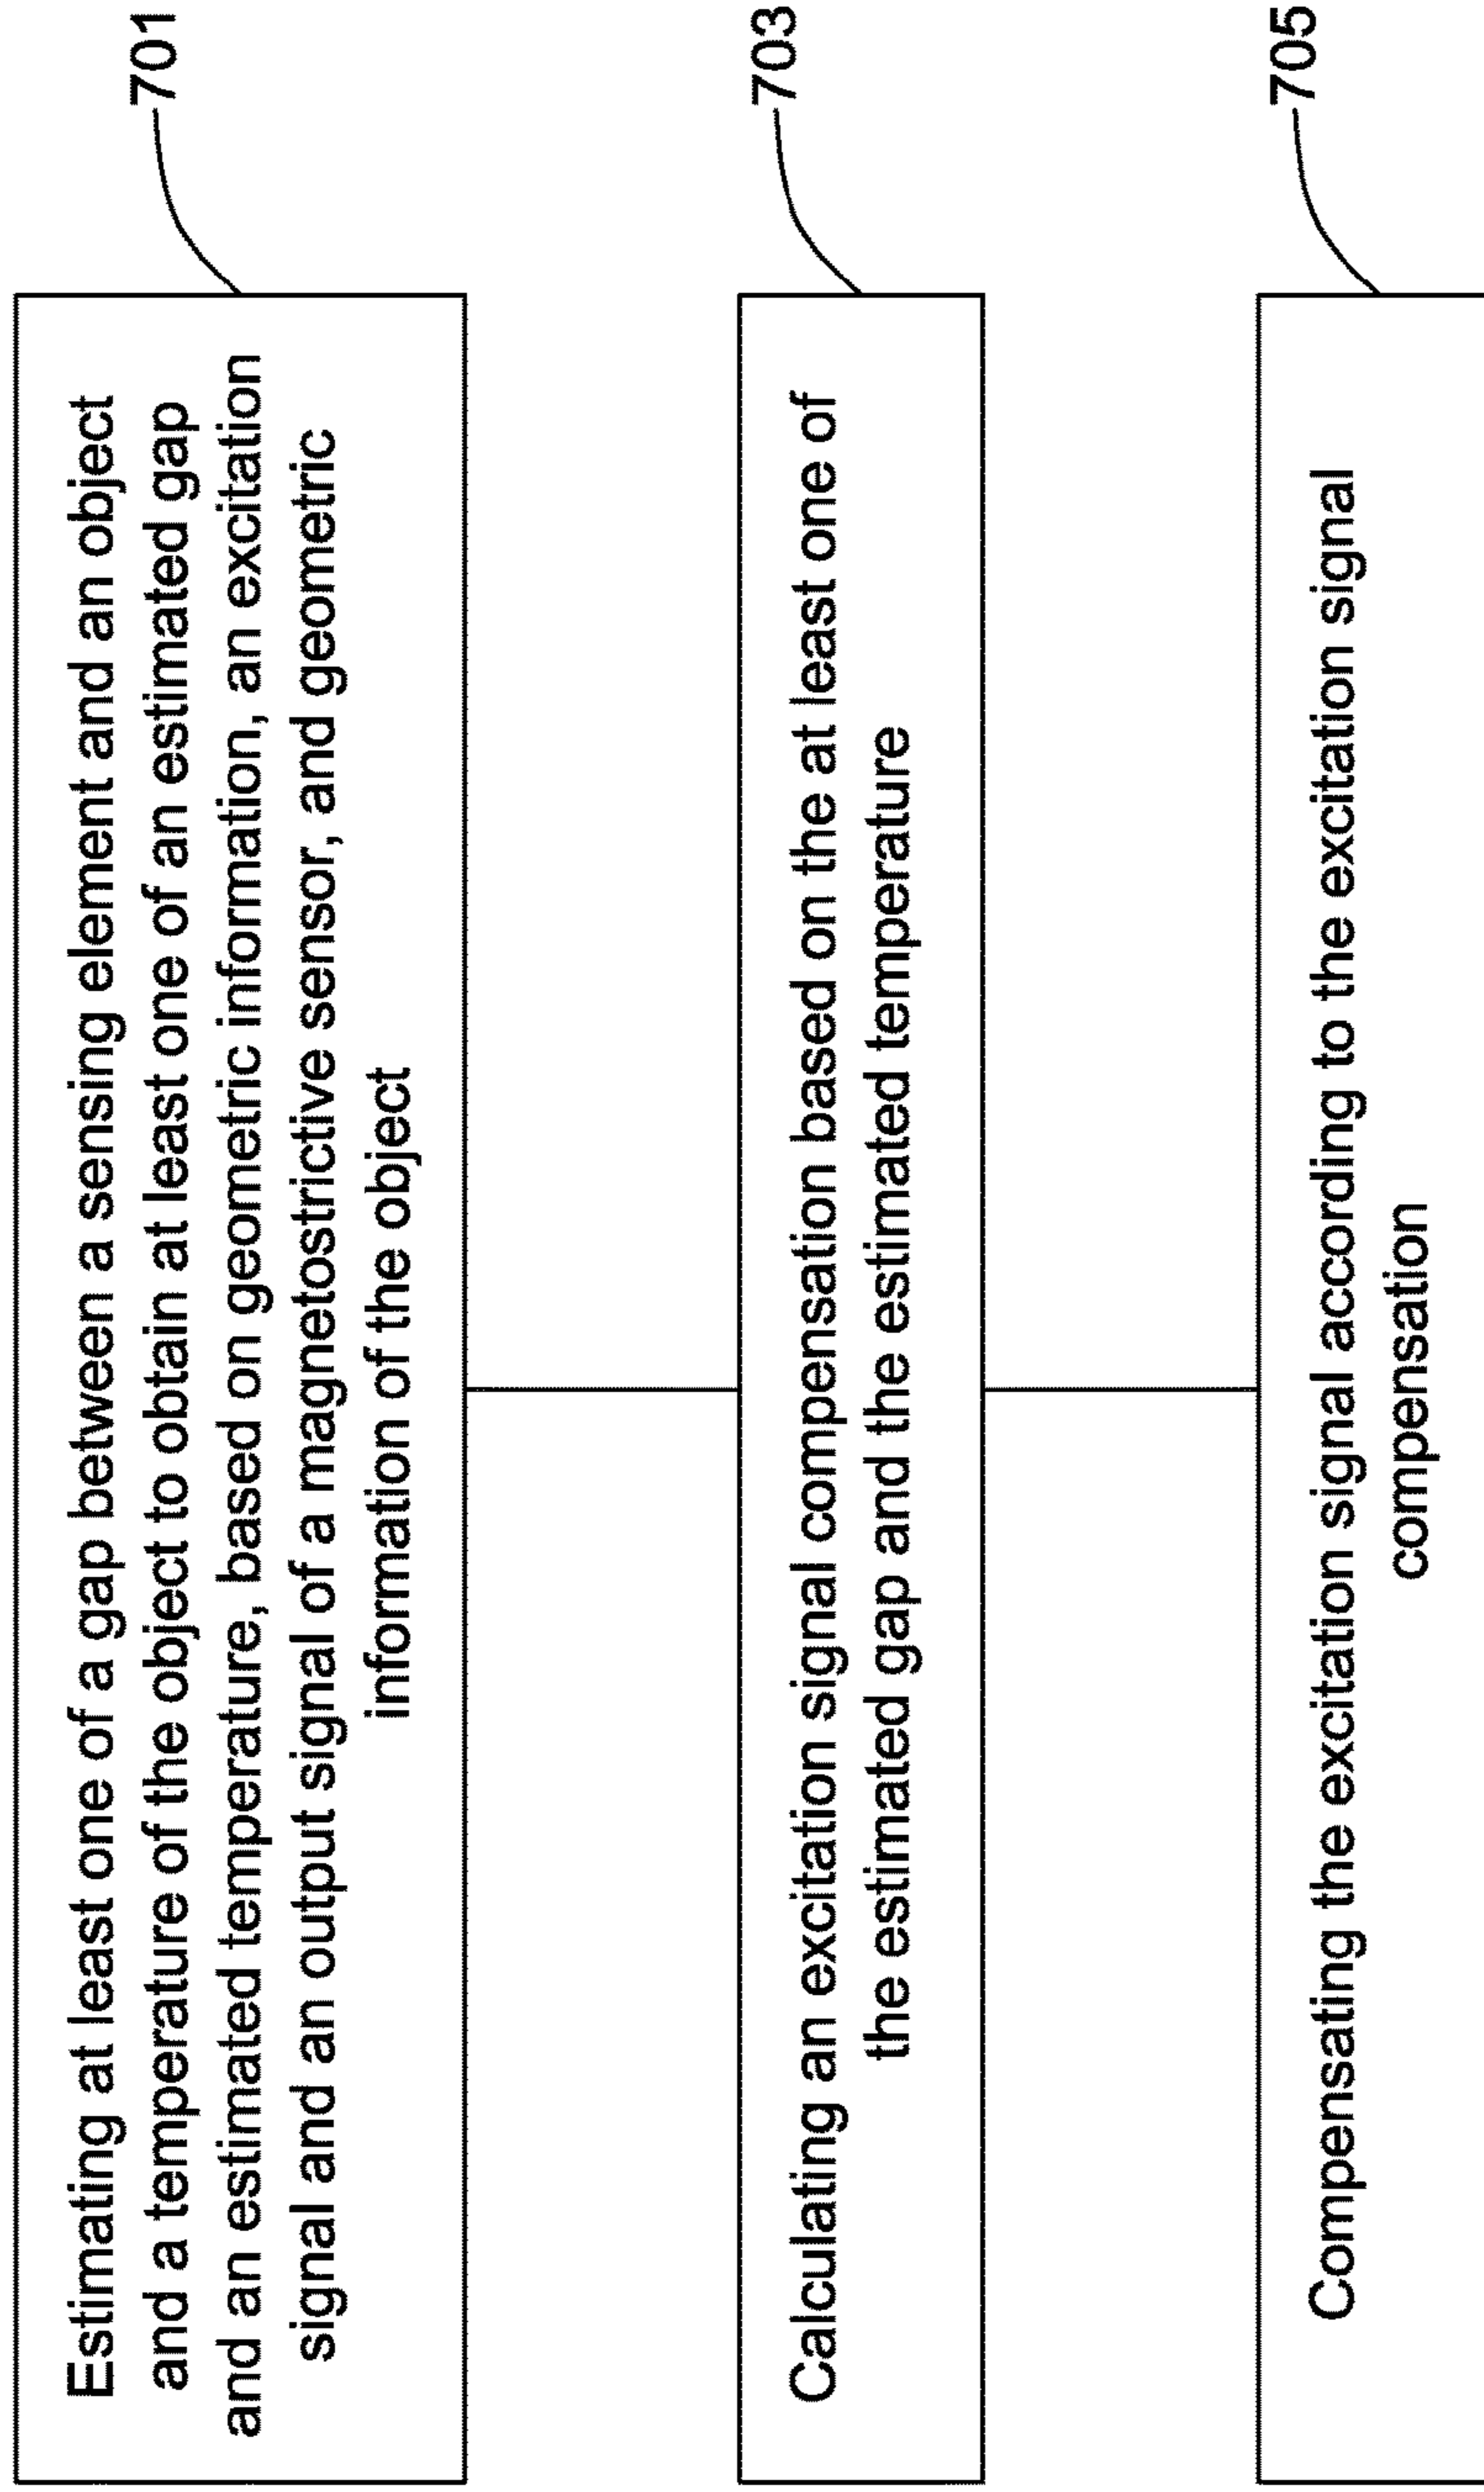 Estimating at least one of a gap between a sensing element and an object
and a temperature of the object to obtain at least one of an estimated gap
and an estimated temperature, based on geometric information, an excitation
signal and an output signal of a magnetostrictive sensor, and geometric
information of the object
701
Calculating an excitation signal compensation based on the at least one of
the estimated gap and the estimated temperature
703
Compensating the excitation signal according to the excitation signal
compensation
705